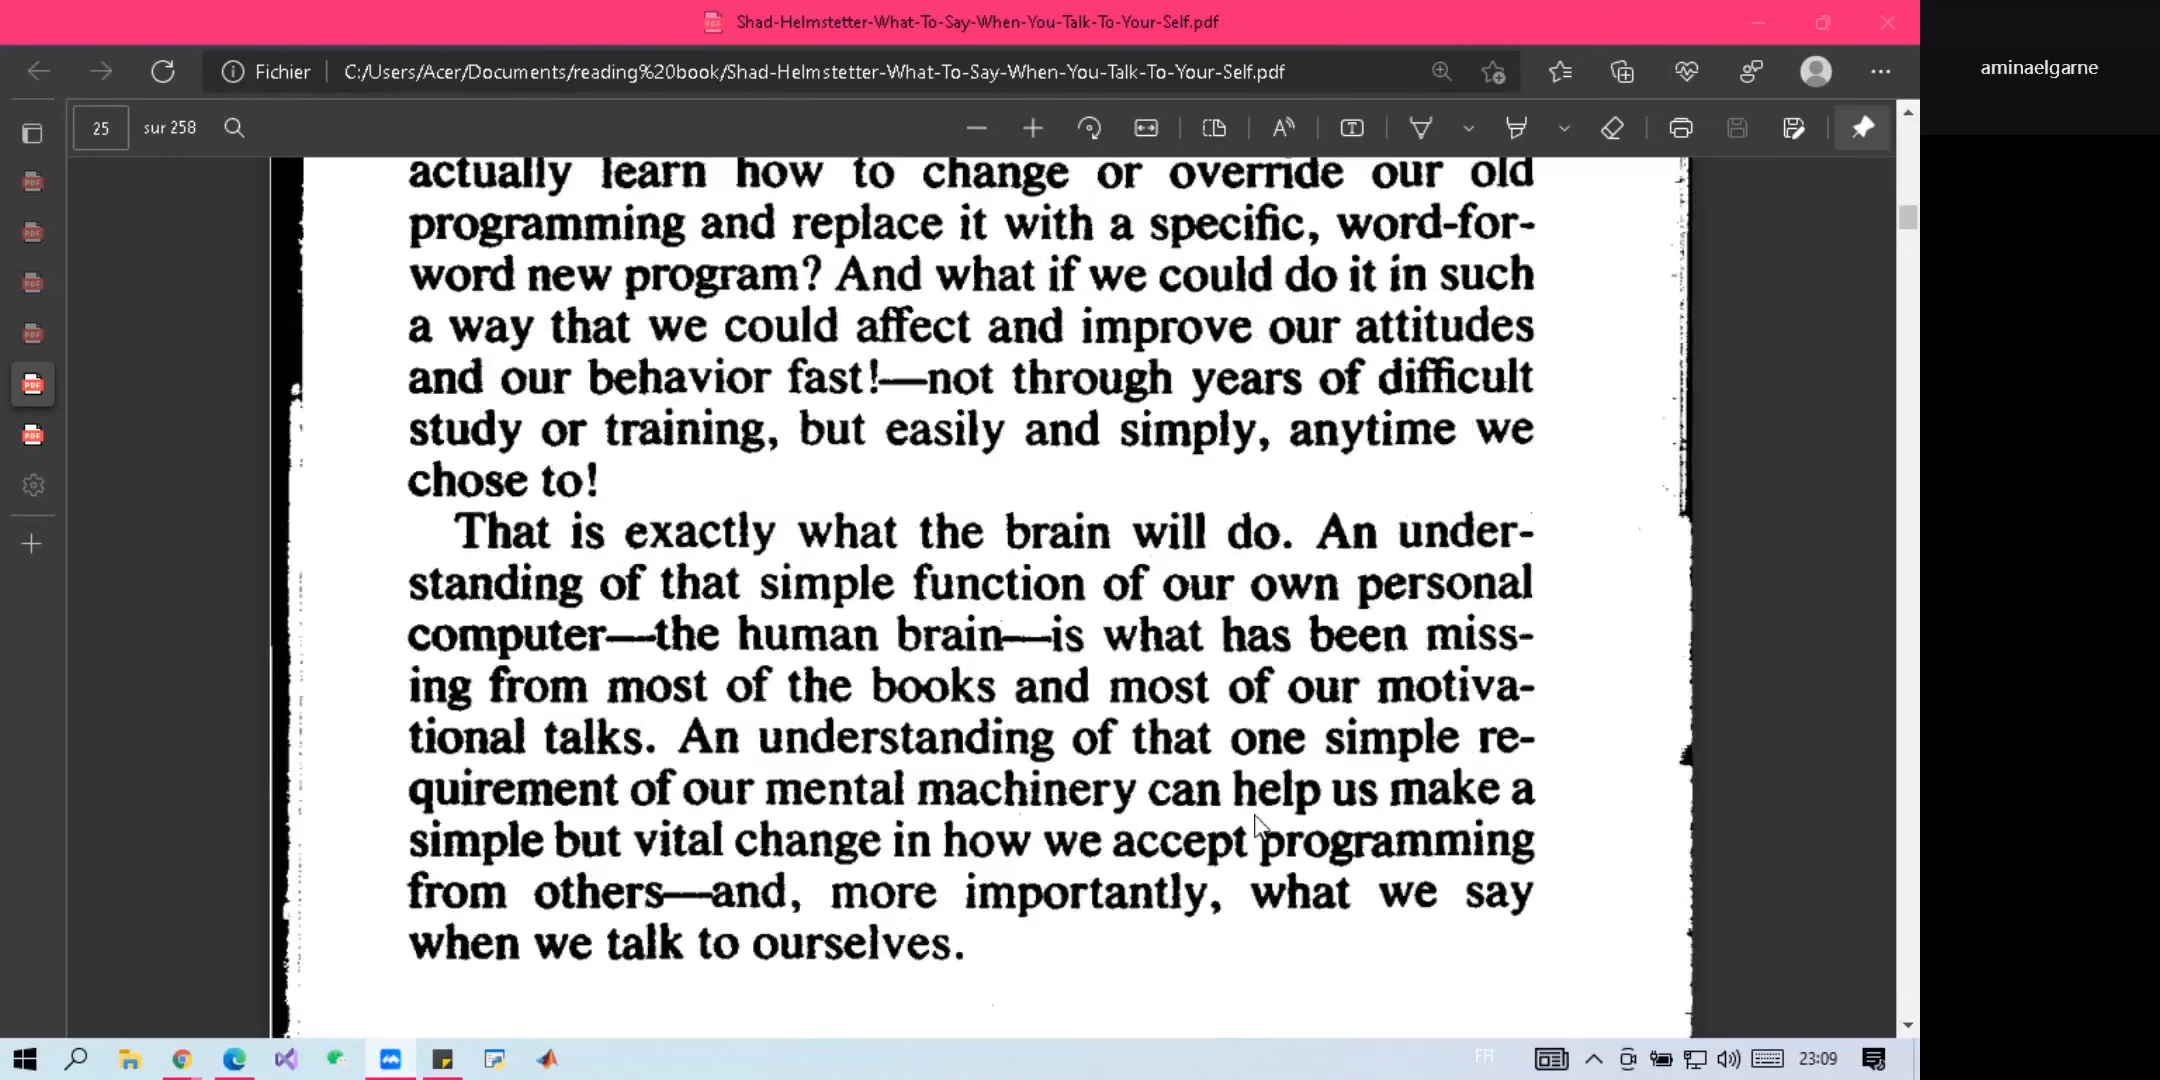 Shad-Helmstetter-What-To-Say-When-You-Talk-To-Your-Self.pdf
Fichier
C:/Users/Acer/Documents/reading%20book/Shad-Helmstetter-What-To-Say-When-You-Talk-To-Your-Self.pdf
aminaelgarne
25 sur 258
actually learn how to change or override our old
programming and replace it with a specific, word-for-
word new program? And what if we could do it in such
a way that we could affect and improve our attitudes
and our behavior fast!—not through years of difficult
study or training, but easily and simply, anytime we
chose to!
That is exactly what the brain will do. An under-
standing of that simple function of our own personal
computer—the human brain—is what has been miss-
ing from most of the books and most of our motiva-
tional talks. An understanding of that one simple re-
quirement of our mental machinery can help us make a
simple but vital change in how we accept programming
from others—and, more importantly, what we say
when we talk to ourselves.
FR
23:09